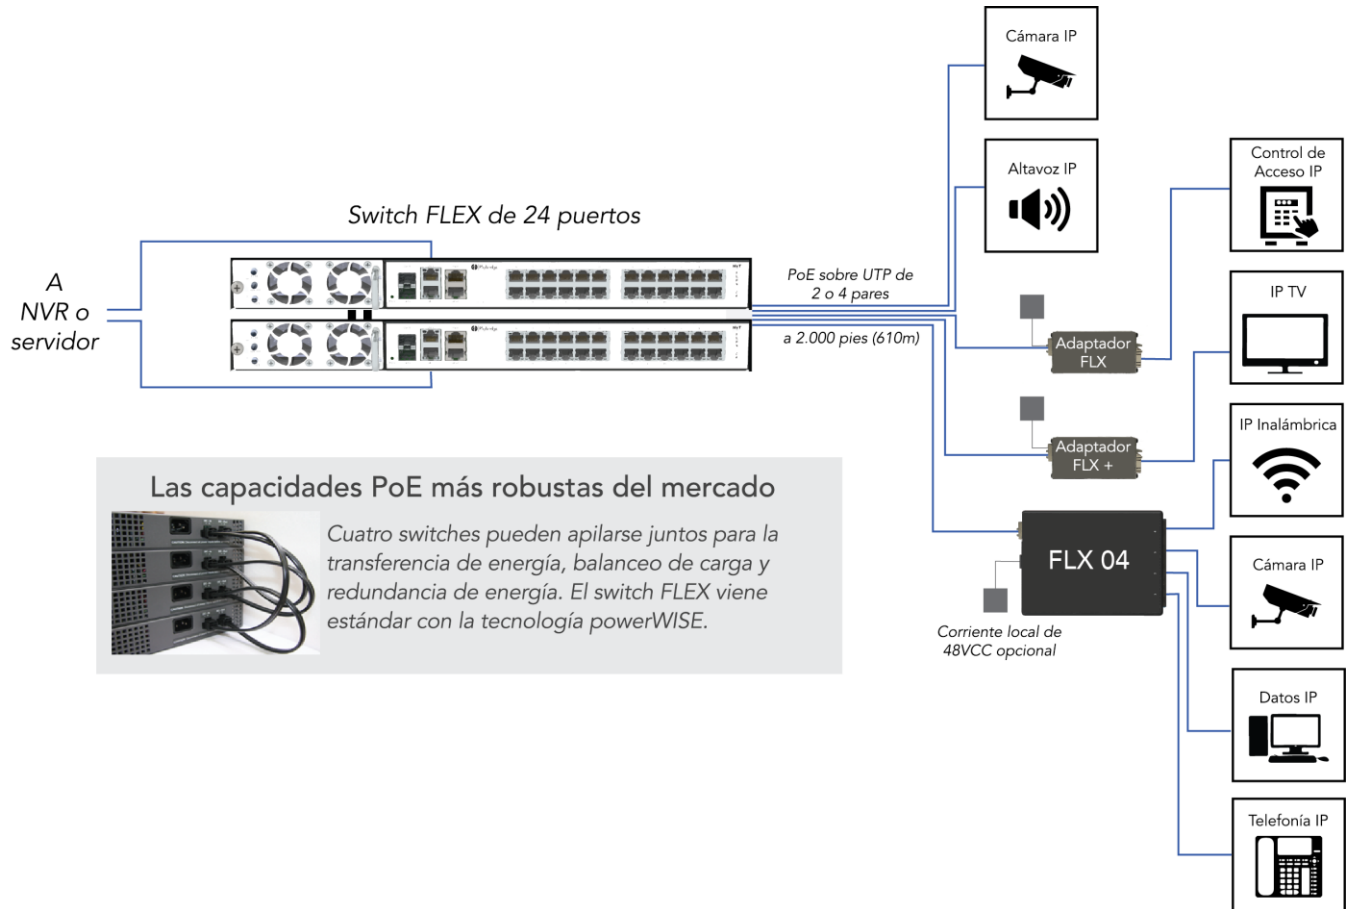 Cámara IP
Altavoz IP
Control de
Acceso IP
Switch FLEX de 24 puertos
A
NVR o
servidor
PoE sobre UTP de
2 o 4 pares
a 2.000 pies (610m)
IP TV
Adaptador
FLX
Adaptador
FLX +
IP Inalámbrica
FLX 04
Cámara IP
Corriente local de
48VCC opcional
Datos IP
Telefonía IP
Las capacidades PoE más robustas del mercado
Cuatro switches pueden apilarse juntos para la
transferencia de energía, balanceo de carga y
redundancia de energía. El switch FLEX viene
estándar con la tecnología powerWISE.